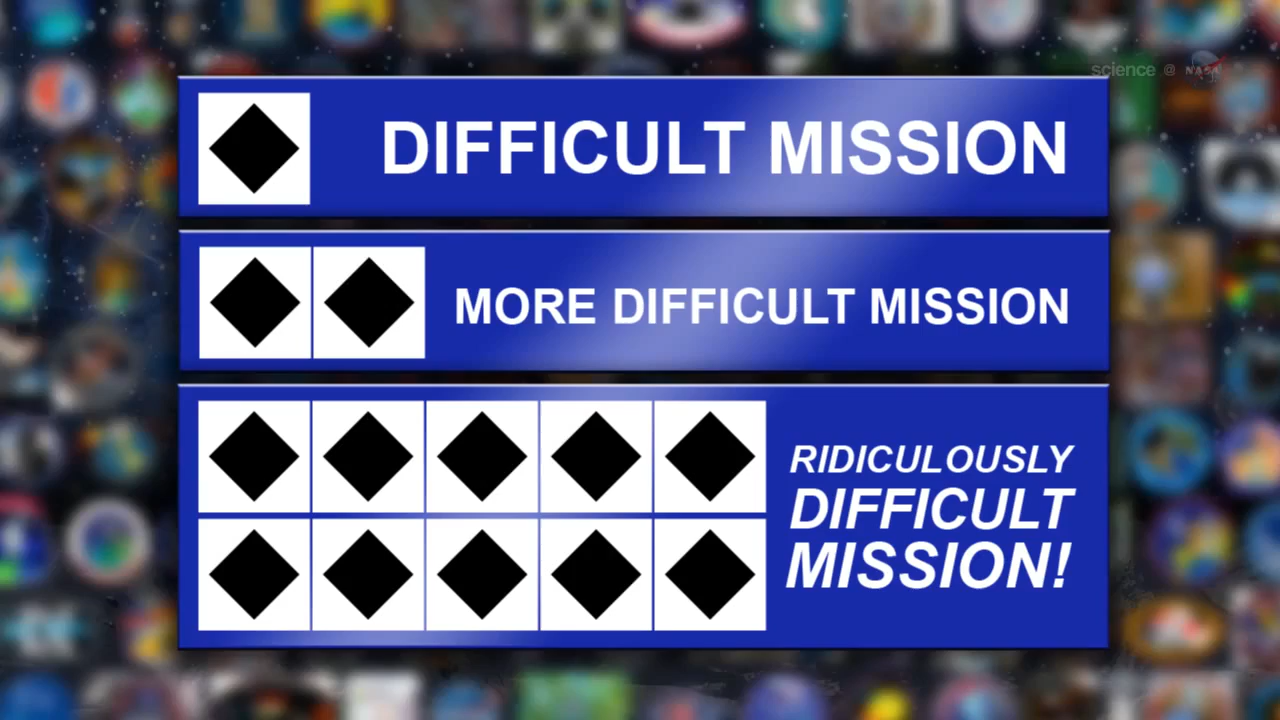 science @ NASA
DIFFICULT MISSION
MORE DIFFICULT MISSION
RIDICULOUSLY
DIFFICULT
MISSION!